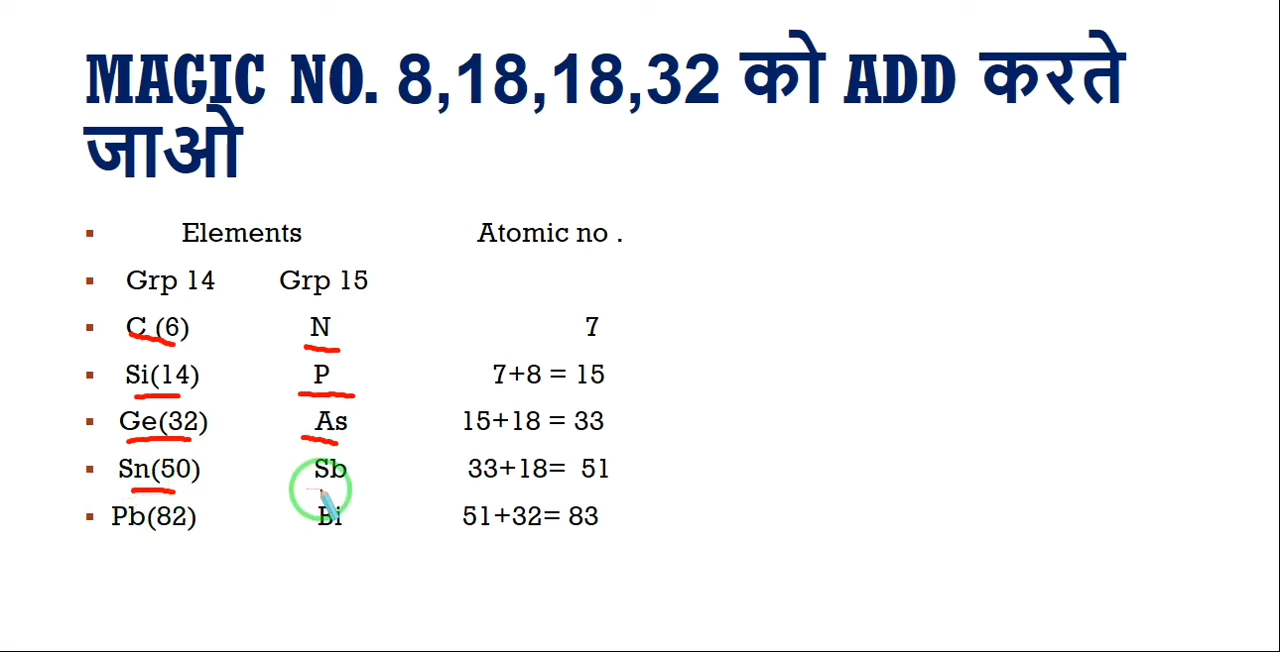 MAGIC NO. 8,18,18,32 को ADD करते
जाओ
Elements Atomic no .
Grp 14 Grp 15
C (6) N 7
Si(14) P 7+8 = 15
Ge(32) As 15+18 = 33
Sn(50) Sb 33+18= 51
Pb(82) Bi 51+32= 83